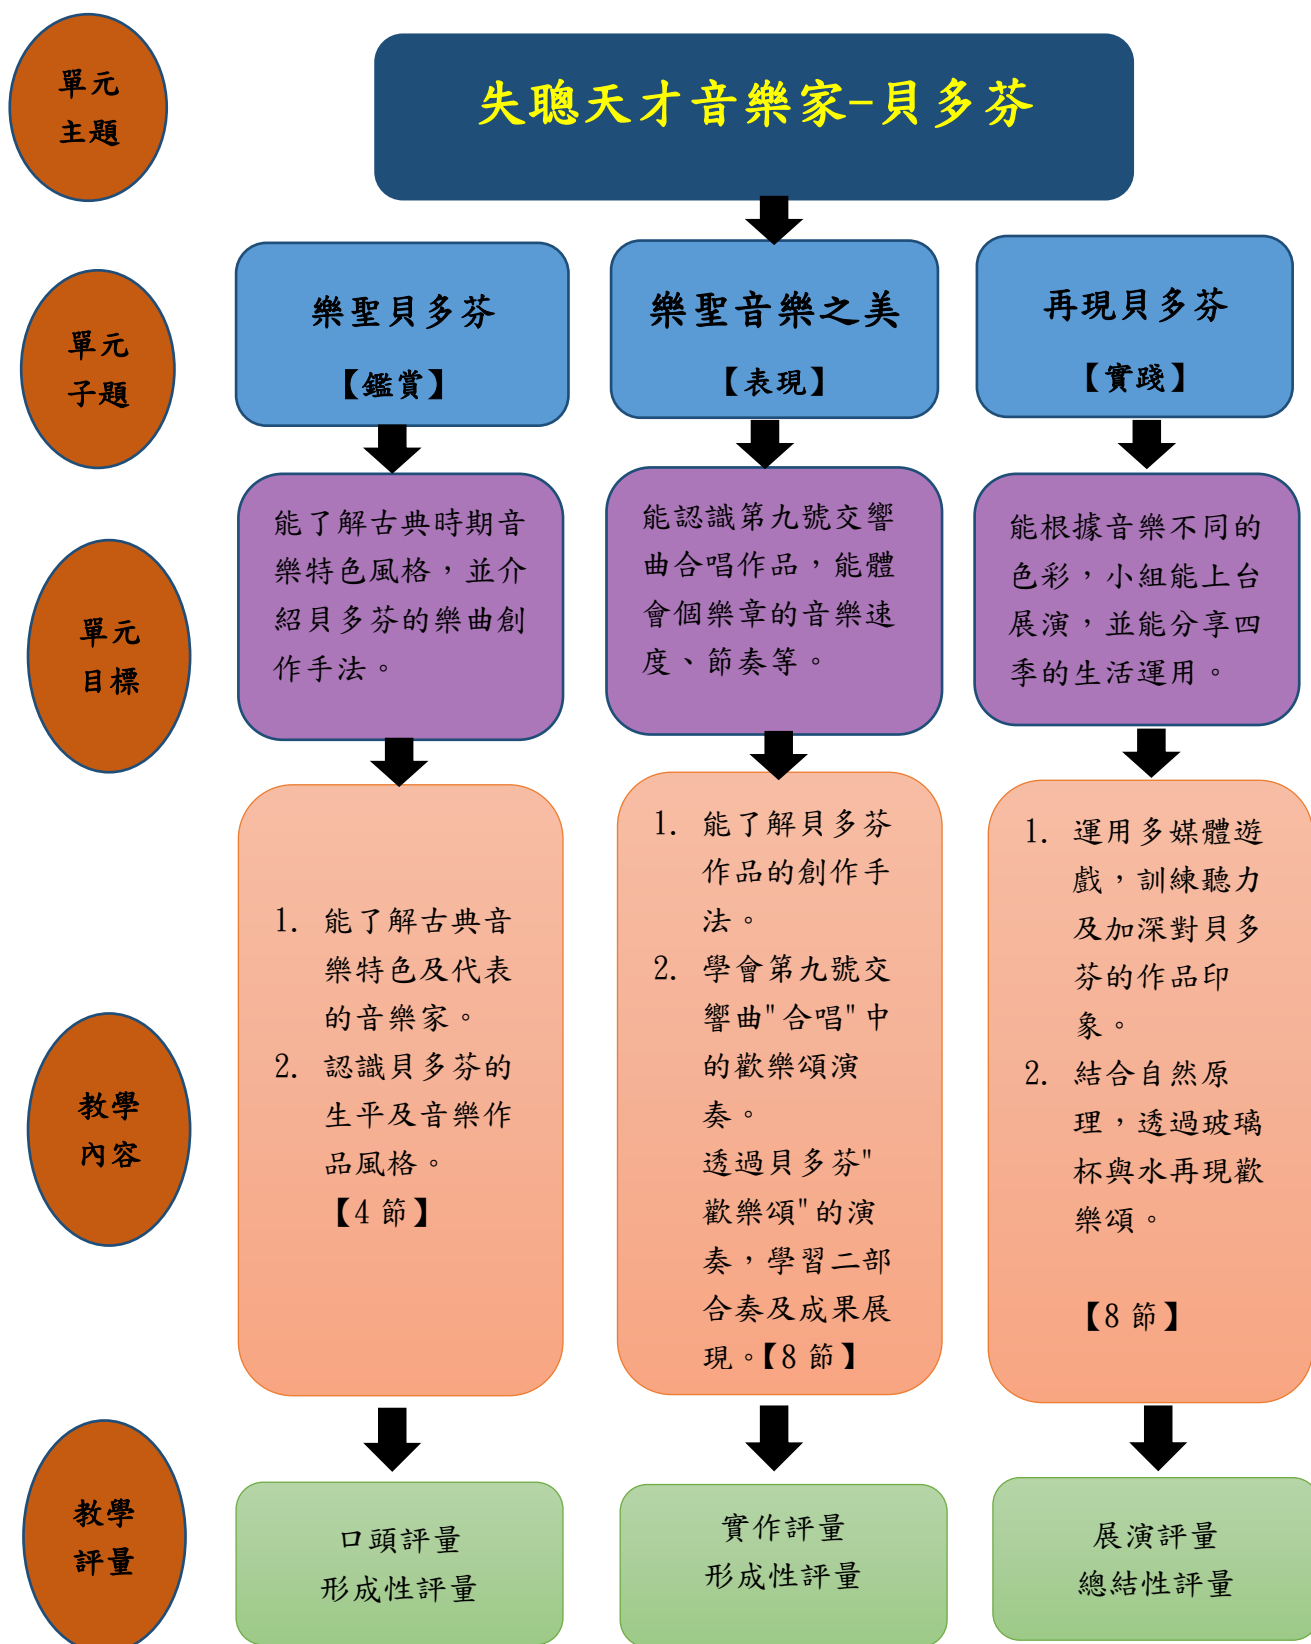 單元
主題
失聰天才音樂家-貝多芬
單元
子題
樂聖貝多芬
【鑑賞】
樂聖音樂之美
【表現】
再現貝多芬
【實踐】
單元
目標
能了解古典時期音
樂特色風格，並介
紹貝多芬的樂曲創
作手法。
能認識第九號交響
曲合唱作品，能體
會個樂章的音樂速
度、節奏等。
能根據音樂不同的
色彩，小組能上台
展演，並能分享四
季的生活運用。
教學
內容
1. 能了解古典音
樂特色及代表
的音樂家。
2. 認識貝多芬的
生平及音樂作
品風格。
【4 節】
1. 能了解貝多芬
作品的創作手
法。
2. 學會第九號交
響曲"合唱"中
的歡樂頌演
奏。
透過貝多芬"
歡樂頌"的演
奏，學習二部
合奏及成果展
現。【8 節】
1. 運用多媒體遊
戲，訓練聽力
及加深對貝多
芬的作品印
象。
2. 結合自然原
理，透過玻璃
杯與水再現歡
樂頌。
【8 節】
教學
評量
口頭評量
形成性評量
實作評量
形成性評量
展演評量
總結性評量